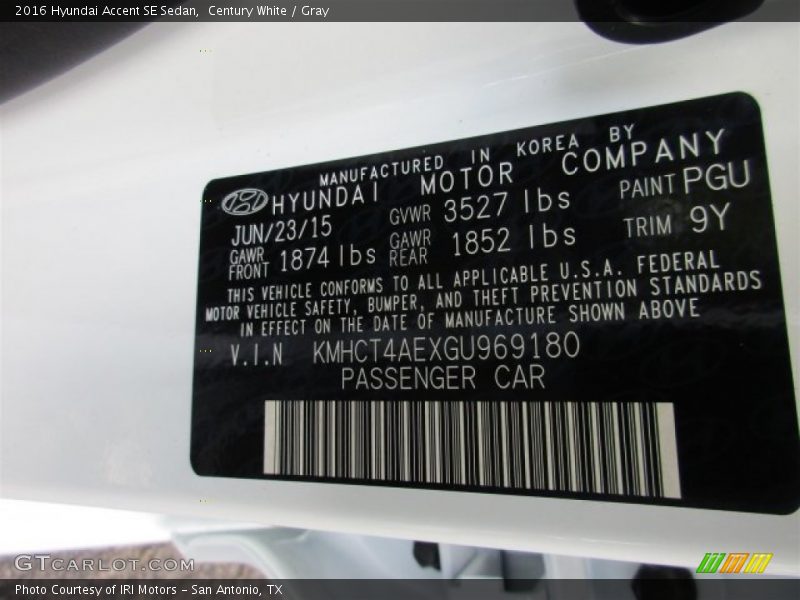 2016 Hyundai Accent SE Sedan,  Century White / Gray
MANUFACTURED IN KOREA BY
HYUNDAI MOTOR COMPANY
JUN/23/15 GVWR 3527 lbs PAINT PGU
GAWR FRONT 1874 lbs GAWR REAR 1852 lbs TRIM 9Y
THIS VEHICLE CONFORMS TO ALL APPLICABLE U.S.A. FEDERAL
MOTOR VEHICLE SAFETY, BUMPER, AND THEFT PREVENTION STANDARDS
IN EFFECT ON THE DATE OF MANUFACTURE SHOWN ABOVE
V.I.N KMHCT4AEXGU969180
PASSENGER CAR
GTCARLOT.COM
Photo Courtesy of IRI Motors – San Antonio, TX